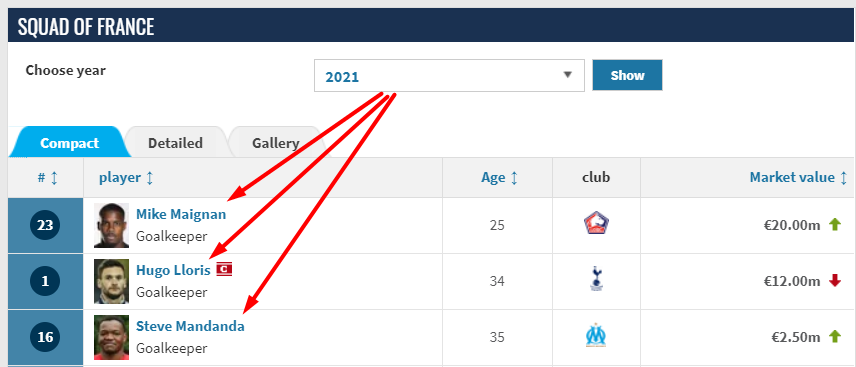 SQUAD OF FRANCE
Choose year
2021
Show
Compact Detailed Gallery
# player Age club Market value
23 Mike Maignan 25 €20.00m
Goalkeeper
1 Hugo Lloris C 34 €12.00m
Goalkeeper
16 Steve Mandanda 35 €2.50m
Goalkeeper